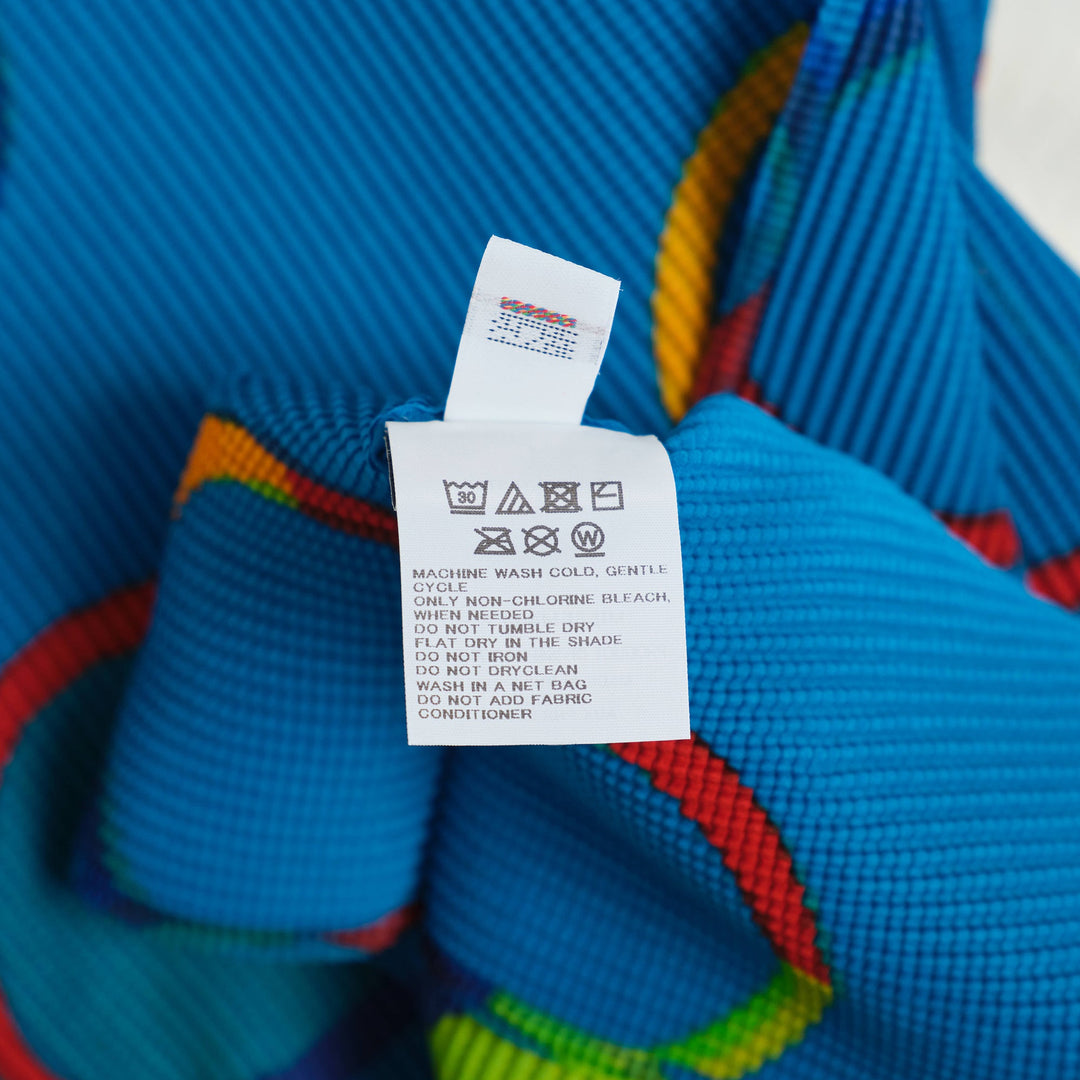 30
W
MACHINE WASH COLD, GENTLE
CYCLE
ONLY NON-CHLORINE BLEACH,
WHEN NEEDED
DO NOT TUMBLE DRY
FLAT DRY IN THE SHADE
DO NOT IRON
DO NOT DRYCLEAN
WASH IN A NET BAG
DO NOT ADD FABRIC
CONDITIONER